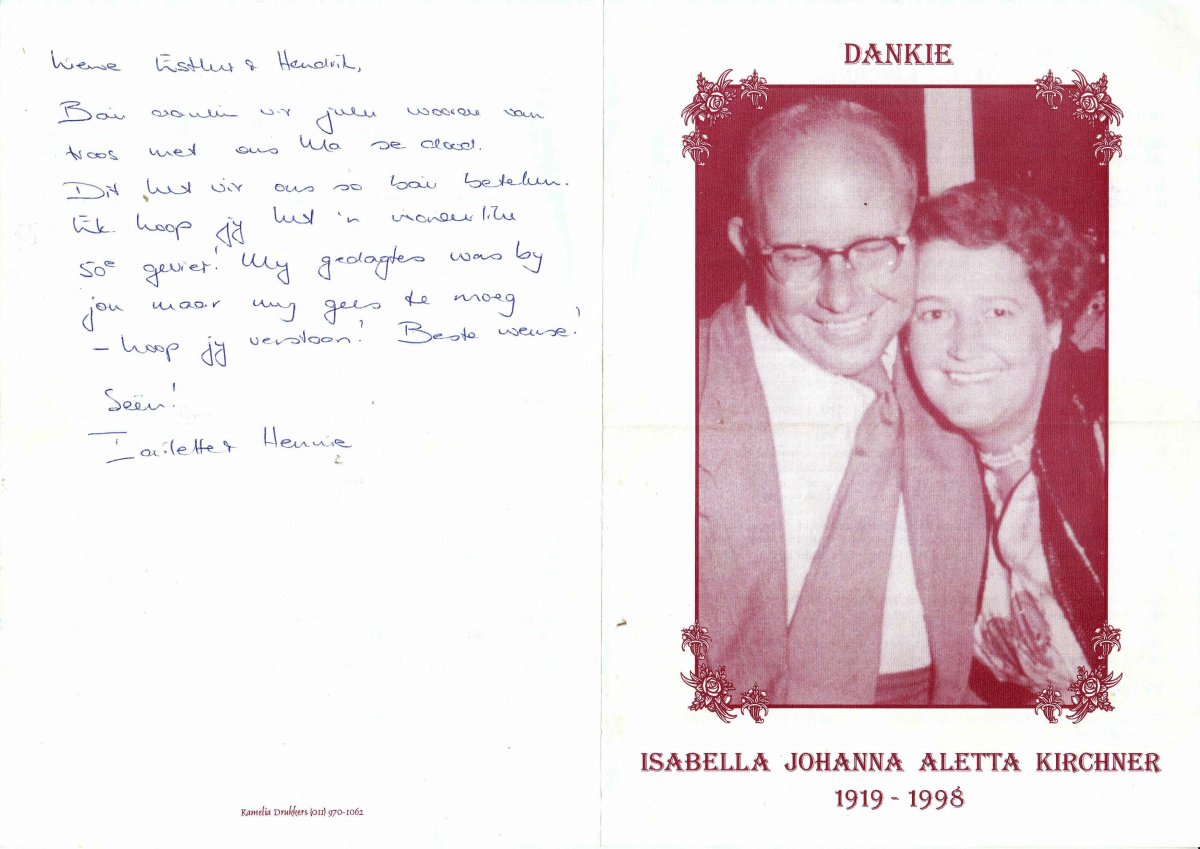 Liewe Esther & Hendrik,
Baie dankie vir julle woorde van
troos met ons Ma se dood.
Dit het vir ons so baie beteken.
Ek hoop jy het 'n wonderlike
50e gevier! My gedagtes was by
jou maar my gees te moeg
– hoop jy verstaan! Beste wense!
Seën!
& Hennie
Kamelia Drukkers (011) 970-1062
DANKIE
ISABELLA JOHANNA ALETTA KIRCHNER
1919 - 1998